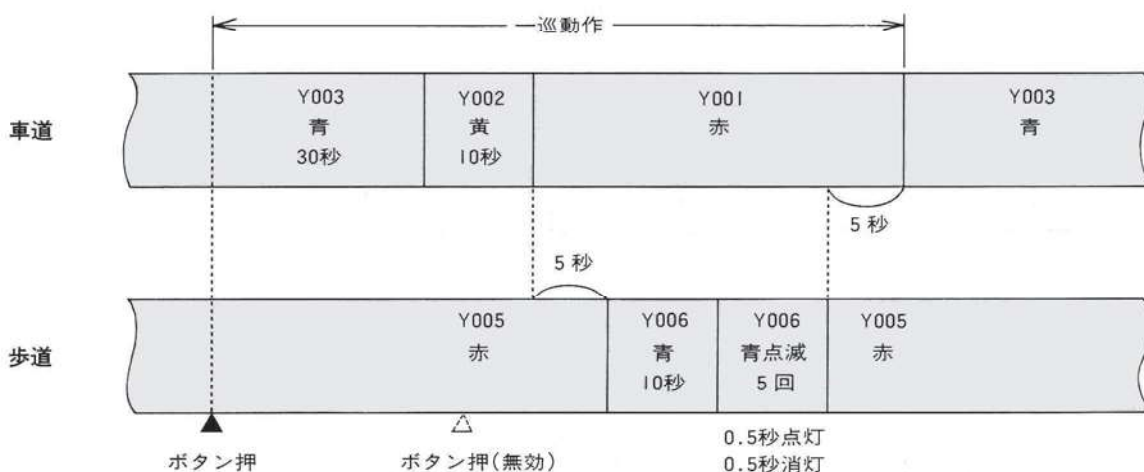 一巡動作
車道
Y003
青
30秒
Y002
黄
10秒
Y001
赤
Y003
青
5秒
5秒
歩道
Y005
赤
Y006
青
10秒
Y006
青点滅
5回
Y005
赤
ボタン押
ボタン押(無効)
0.5秒点灯
0.5秒消灯